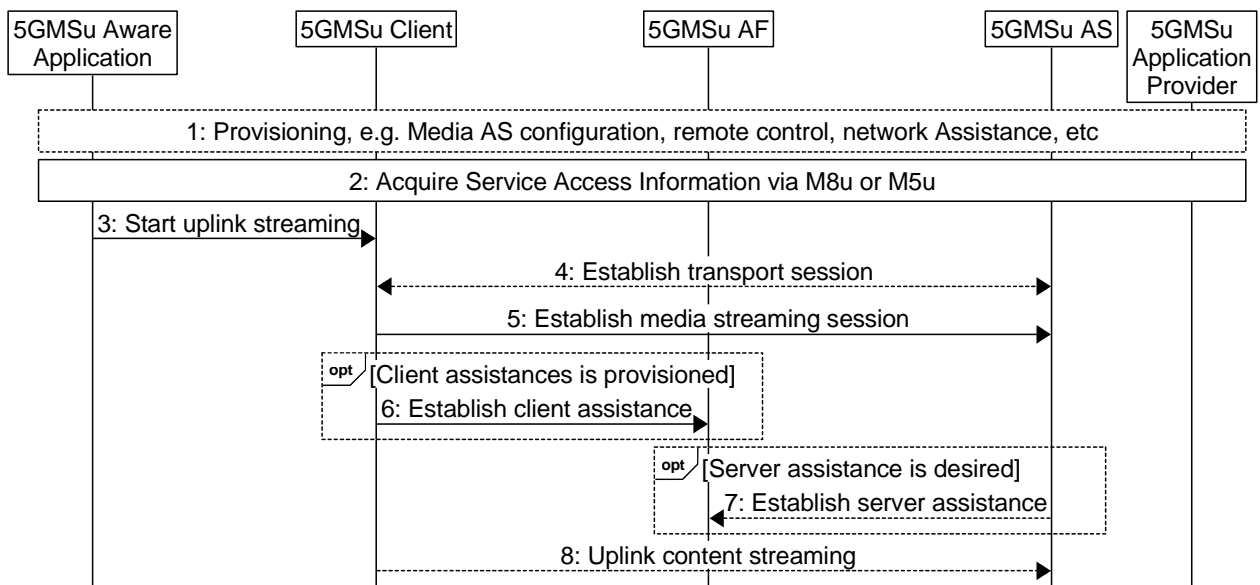 5GMSu Aware
Application
5GMSu Client
5GMSu AF
5GMSu AS
5GMSu
Application
Provider
1: Provisioning, e.g. Media AS configuration, remote control, network Assistance, etc
2: Acquire Service Access Information via M8u or M5u
3: Start uplink streaming
4: Establish transport session
5: Establish media streaming session
opt
[Client assistances is provisioned]
6: Establish client assistance
opt
[Server assistance is desired]
7: Establish server assistance
8: Uplink content streaming